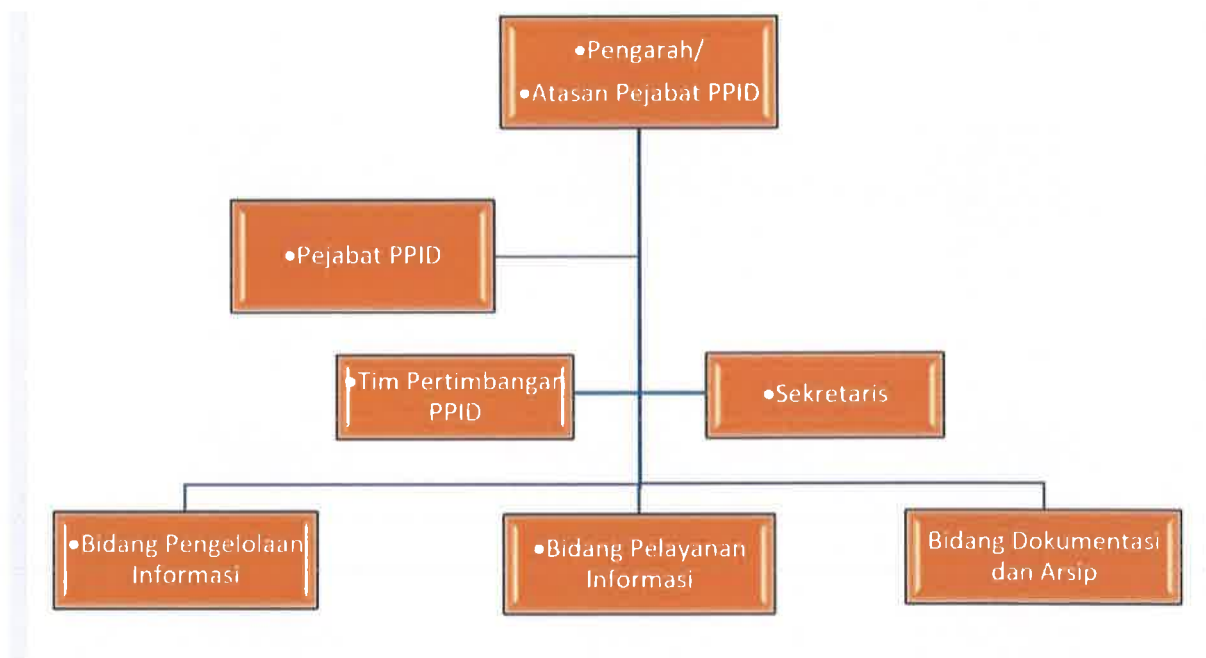 •Pengarah/
•Atasan Pejabat PPID
•Pejabat PPID
•Tim Pertimbangan
PPID
•Sekretaris
•Bidang Pengelolaan
Informasi
•Bidang Pelayanan
Informasi
Bidang Dokumentasi
dan Arsip